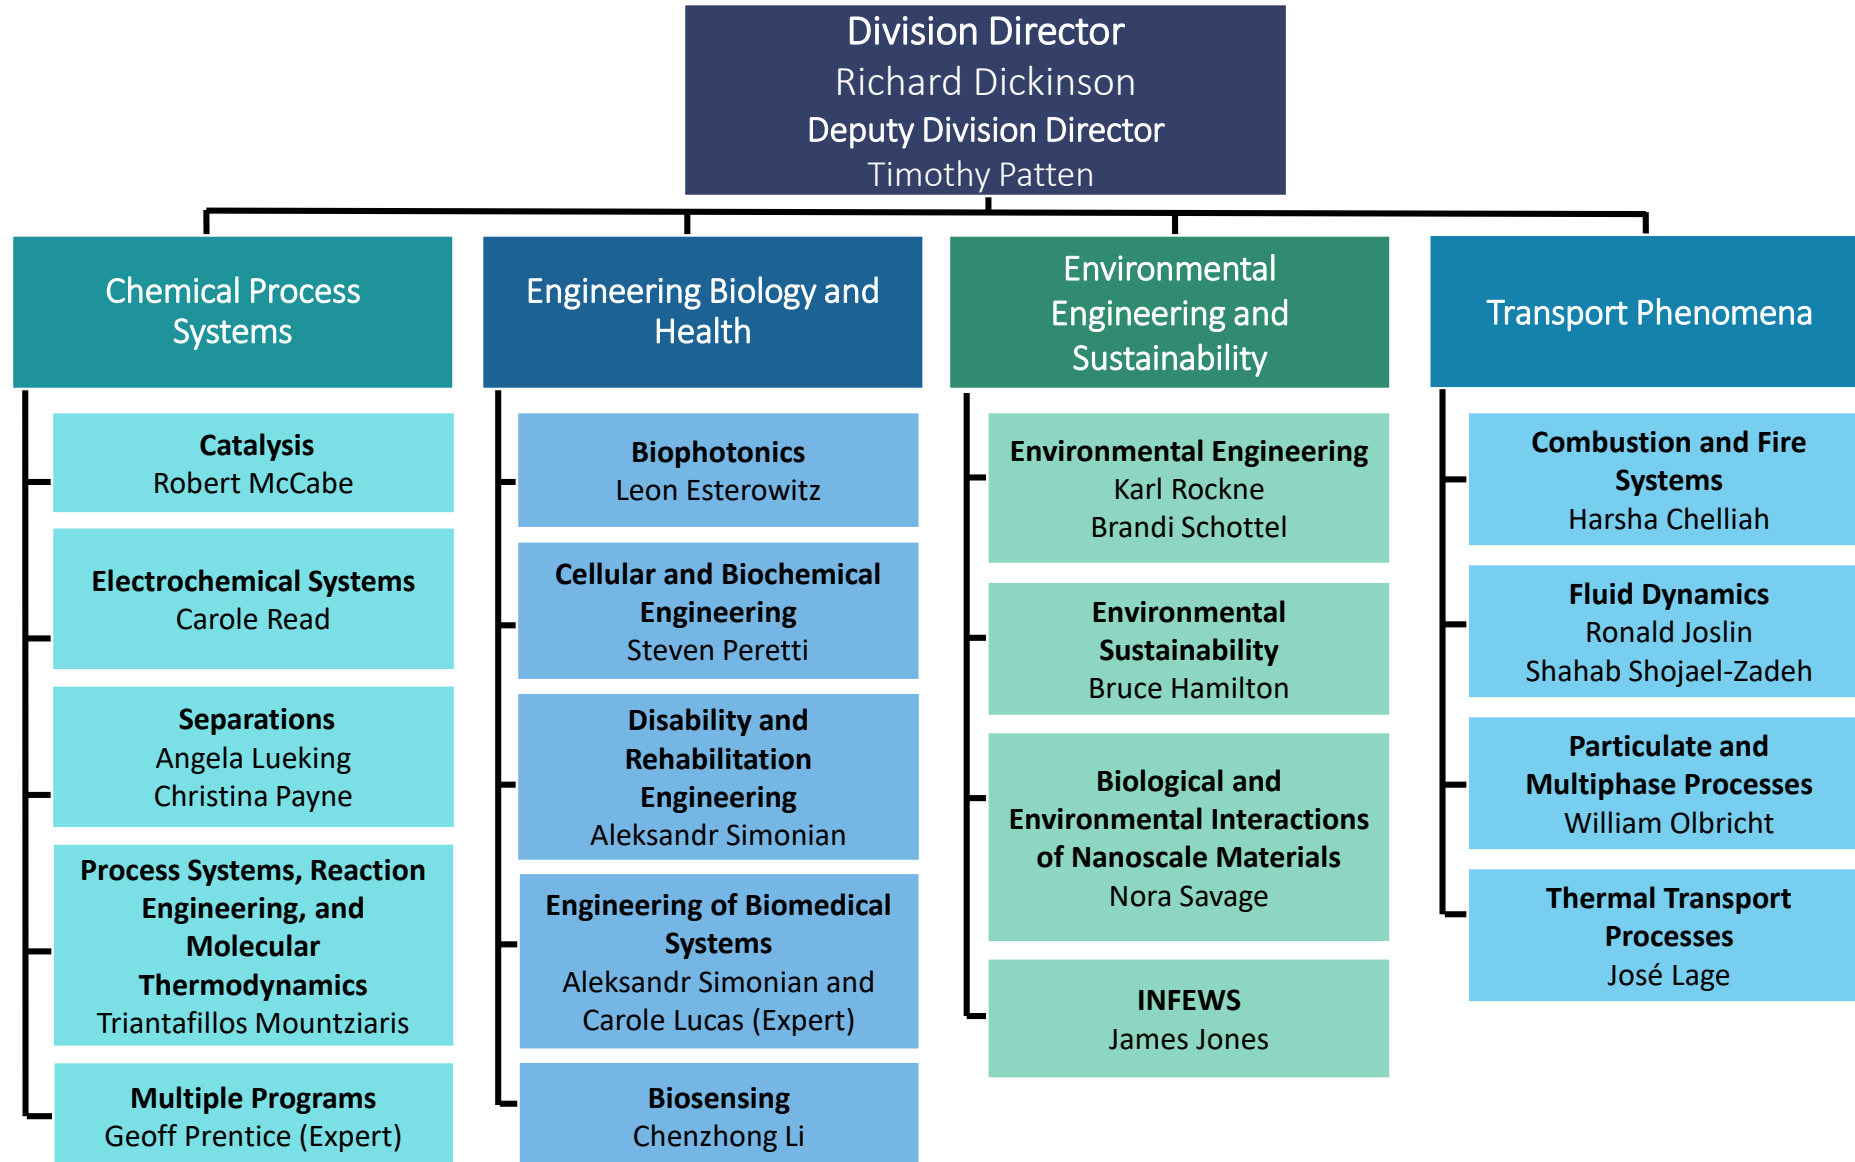 Division Director
Richard Dickinson
Deputy Division Director
Timothy Patten
Chemical Process
Systems
Catalysis
Robert McCabe
Electrochemical Systems
Carole Read
Separations
Angela Lueking
Christina Payne
Process Systems, Reaction
Engineering, and
Molecular
Thermodynamics
Triantafillos Mountziaris
Multiple Programs
Geoff Prentice (Expert)
Engineering Biology and
Health
Biophotonics
Leon Esterowitz
Cellular and Biochemical
Engineering
Steven Peretti
Disability and
Rehabilitation
Engineering
Aleksandr Simonian
Engineering of Biomedical
Systems
Aleksandr Simonian and
Carole Lucas (Expert)
Biosensing
Chenzhong Li
Environmental
Engineering and
Sustainability
Environmental Engineering
Karl Rockne
Brandi Schottel
Environmental
Sustainability
Bruce Hamilton
Biological and
Environmental Interactions
of Nanoscale Materials
Nora Savage
INFEWS
James Jones
Transport Phenomena
Combustion and Fire
Systems
Harsha Chelliah
Fluid Dynamics
Ronald Joslin
Shahab Shojael-Zadeh
Particulate and
Multiphase Processes
William Olbricht
Thermal Transport
Processes
José Lage